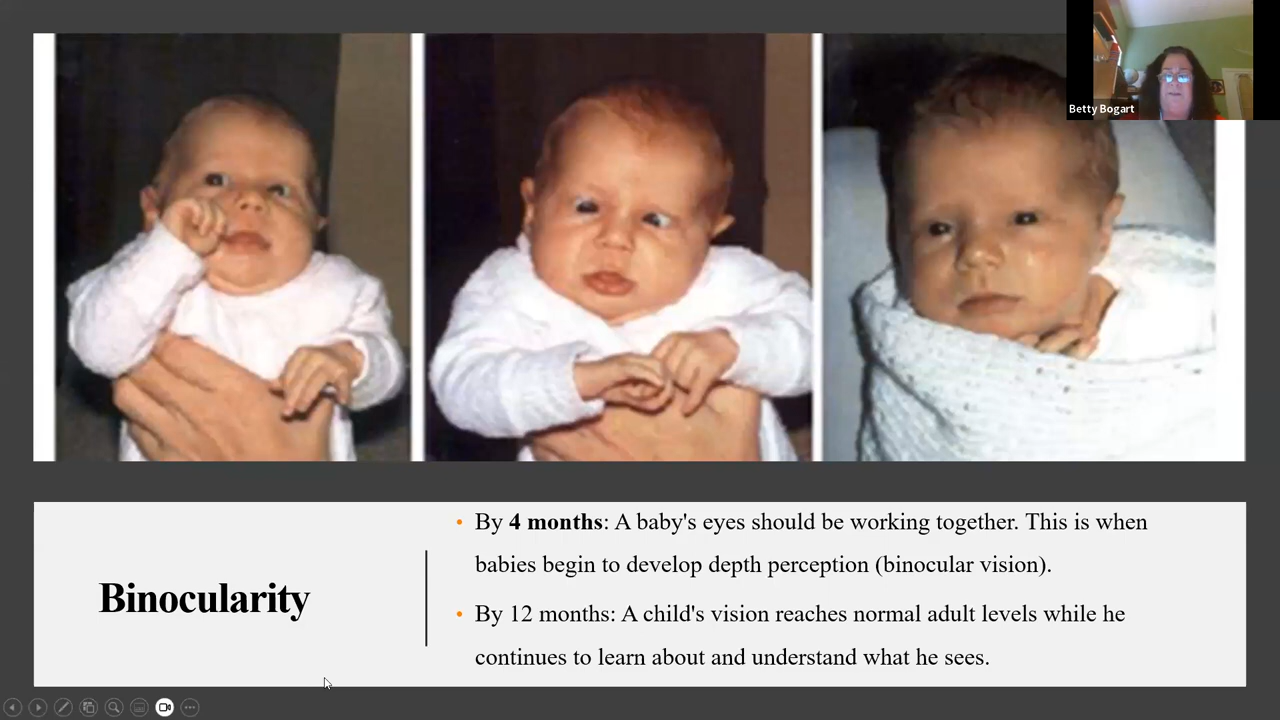 Betty Bogart
Binocularity
• By 4 months: A baby's eyes should be working together. This is when
babies begin to develop depth perception (binocular vision).
• By 12 months: A child's vision reaches normal adult levels while he
continues to learn about and understand what he sees.